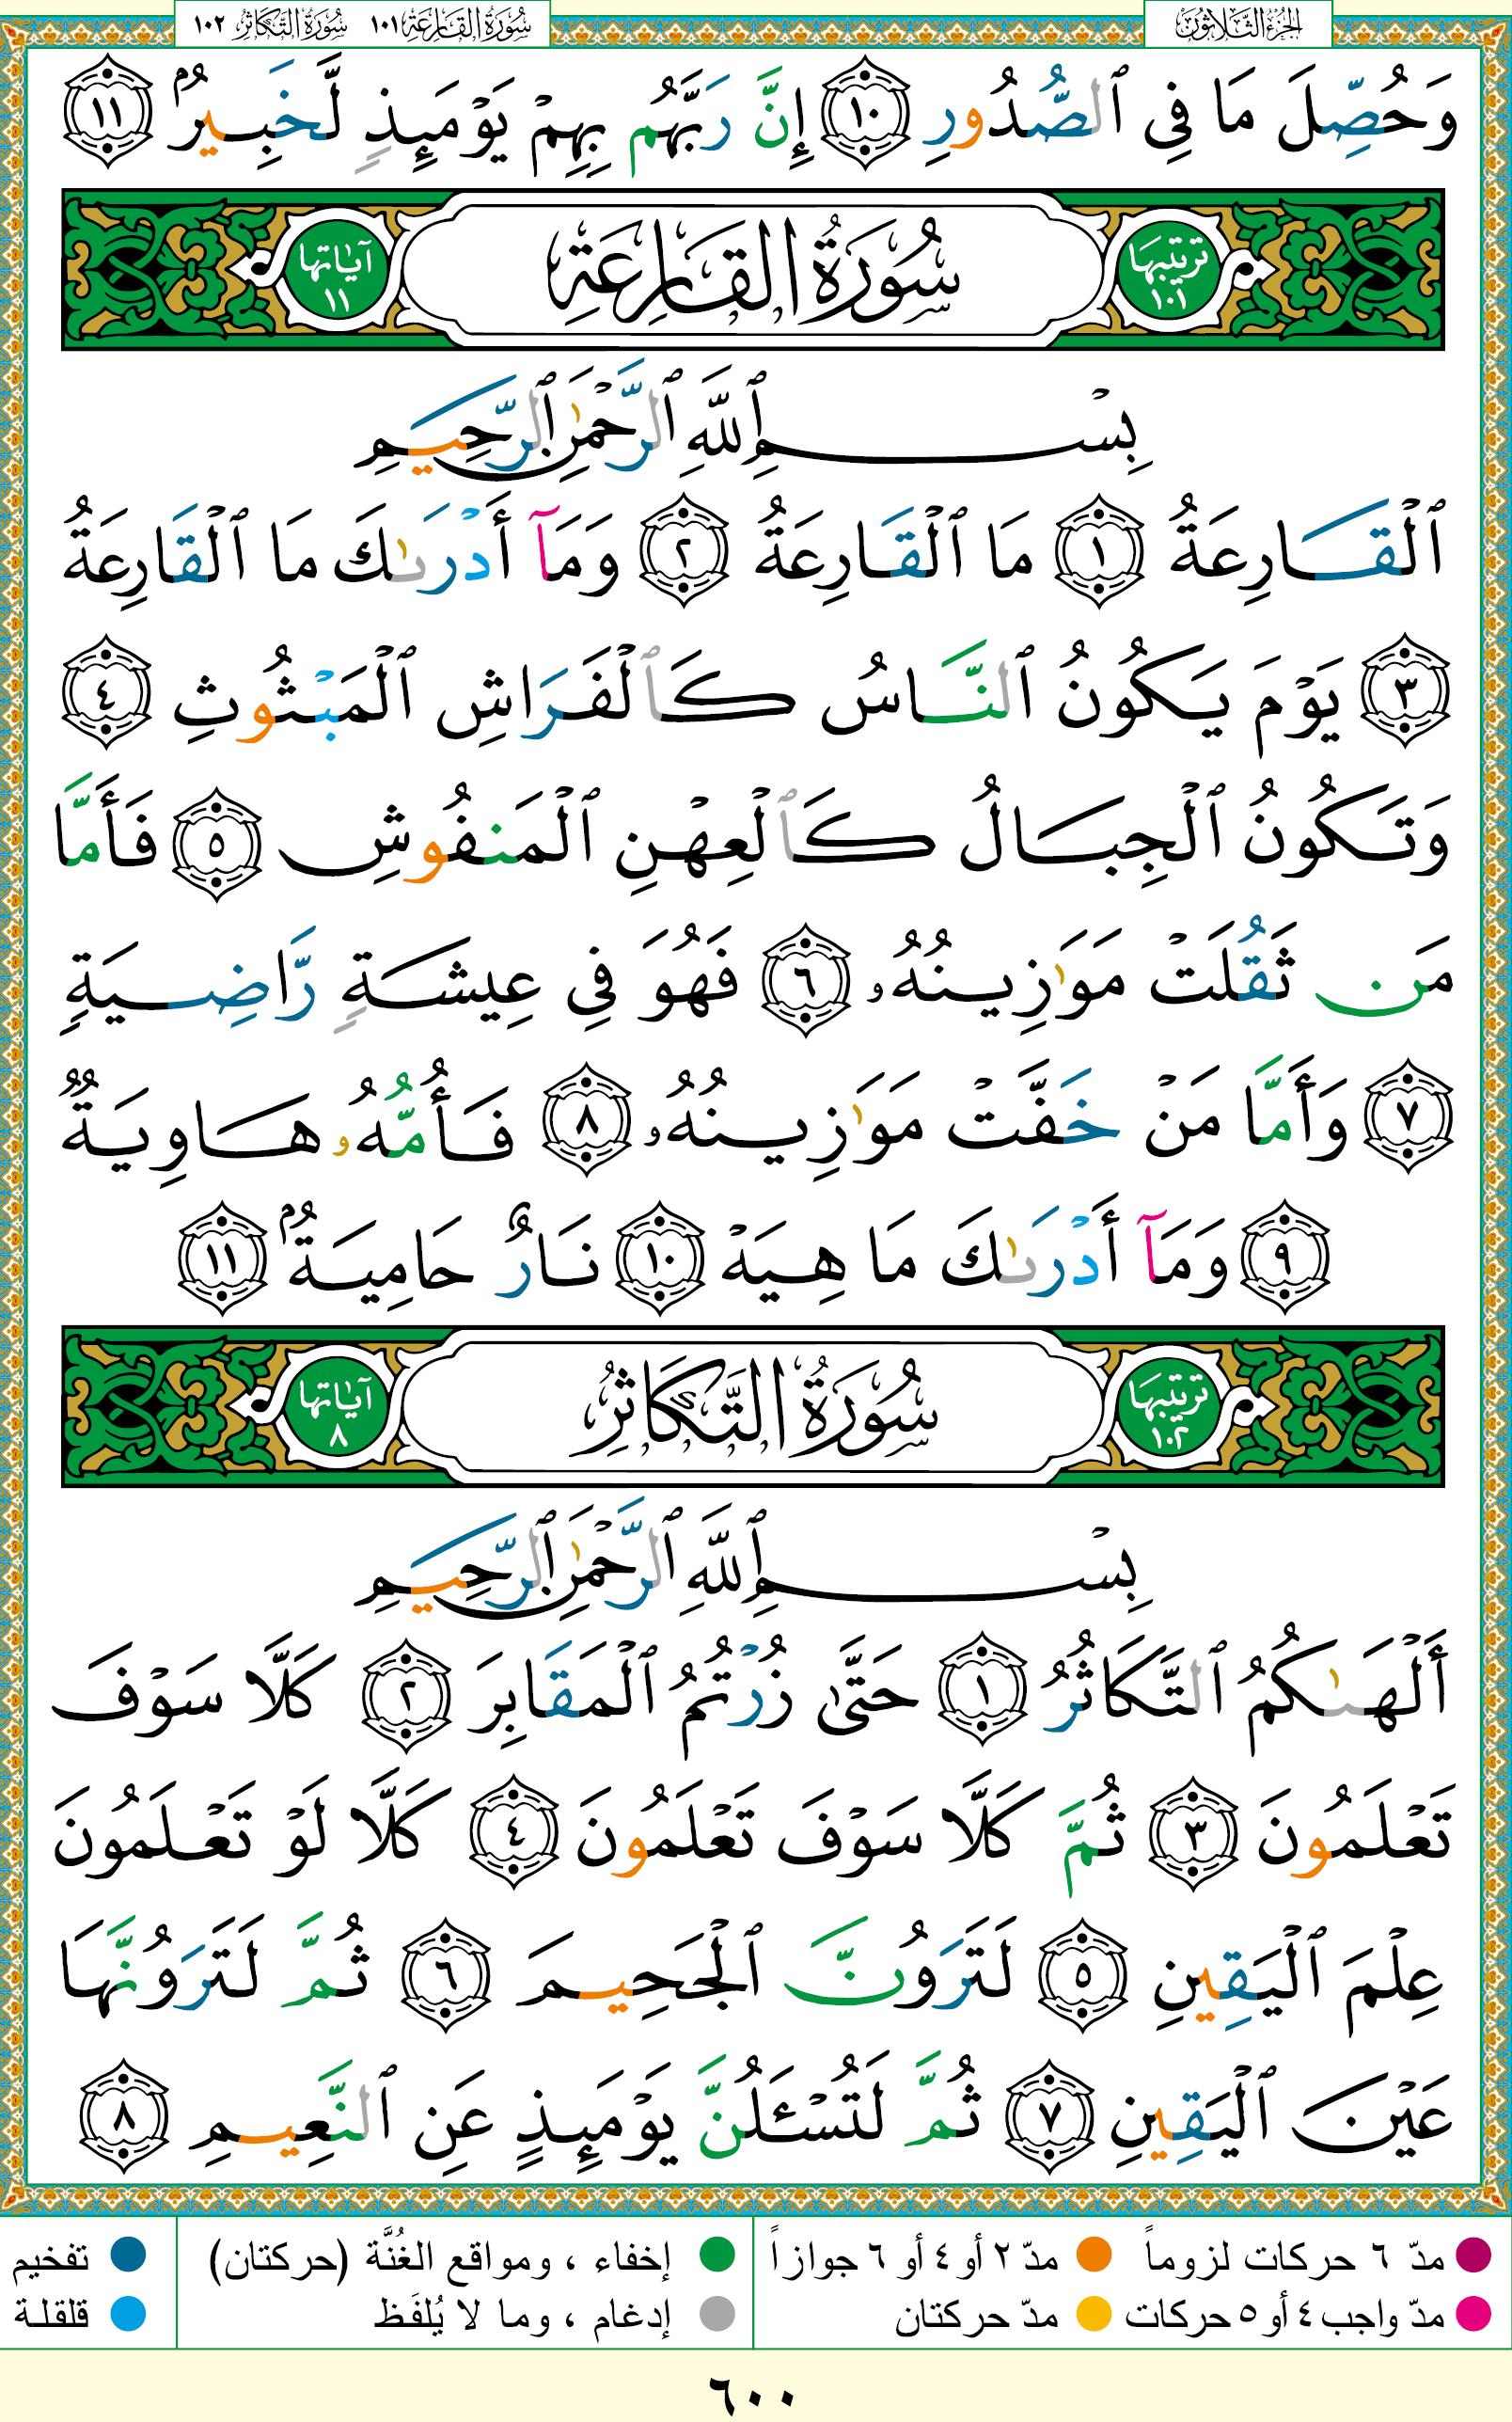 الجزء الثلاثون سورة القارعة ١٠١ سورة التكاثر ١٠٢
وَحُصِّلَ مَا فِي ٱلصُّدُورِ ١٠ إِنَّ رَبَّهُم بِهِمْ يَوْمَئِذٍ لَّخَبِيرٌۢ ١١
ترتيبها ١٠١ سُورَةُ القَارِعَةِ آياتها ١١
بِسْمِ ٱللَّهِ ٱلرَّحْمَٰنِ ٱلرَّحِيمِ
ٱلْقَارِعَةُ ١ مَا ٱلْقَارِعَةُ ٢ وَمَآ أَدْرَىٰكَ مَا ٱلْقَارِعَةُ
٣ يَوْمَ يَكُونُ ٱلنَّاسُ كَٱلْفَرَاشِ ٱلْمَبْثُوثِ ٤
وَتَكُونُ ٱلْجِبَالُ كَٱلْعِهْنِ ٱلْمَنفُوشِ ٥ فَأَمَّا
مَن ثَقُلَتْ مَوَٰزِينُهُۥ ٦ فَهُوَ فِي عِيشَةٍ رَّاضِيَةٍ
٧ وَأَمَّا مَنْ خَفَّتْ مَوَٰزِينُهُۥ ٨ فَأُمُّهُۥ هَاوِيَةٌ
٩ وَمَآ أَدْرَىٰكَ مَا هِيَهْ ١٠ نَارٌ حَامِيَةٌۢ ١١
ترتيبها ١٠٢ سُورَةُ التَّكَاثُرِ آياتها ٨
بِسْمِ ٱللَّهِ ٱلرَّحْمَٰنِ ٱلرَّحِيمِ
أَلْهَىٰكُمُ ٱلتَّكَاثُرُ ١ حَتَّىٰ زُرْتُمُ ٱلْمَقَابِرَ ٢ كَلَّا سَوْفَ
تَعْلَمُونَ ٣ ثُمَّ كَلَّا سَوْفَ تَعْلَمُونَ ٤ كَلَّا لَوْ تَعْلَمُونَ
عِلْمَ ٱلْيَقِينِ ٥ لَتَرَوُنَّ ٱلْجَحِيمَ ٦ ثُمَّ لَتَرَوُنَّهَا
عَيْنَ ٱلْيَقِينِ ٧ ثُمَّ لَتُسْـَٔلُنَّ يَوْمَئِذٍ عَنِ ٱلنَّعِيمِ ٨
مدّ ٦ حركات لزوماً مدّ ٢ أو ٤ أو ٦ جوازاً إخفاء ، ومواقع الغُنَّة (حركتان) تفخيم
مدّ واجب ٤ أو ٥ حركات مدّ حركتان إدغام ، وما لا يُلفَظ قلقلة
٦٠٠